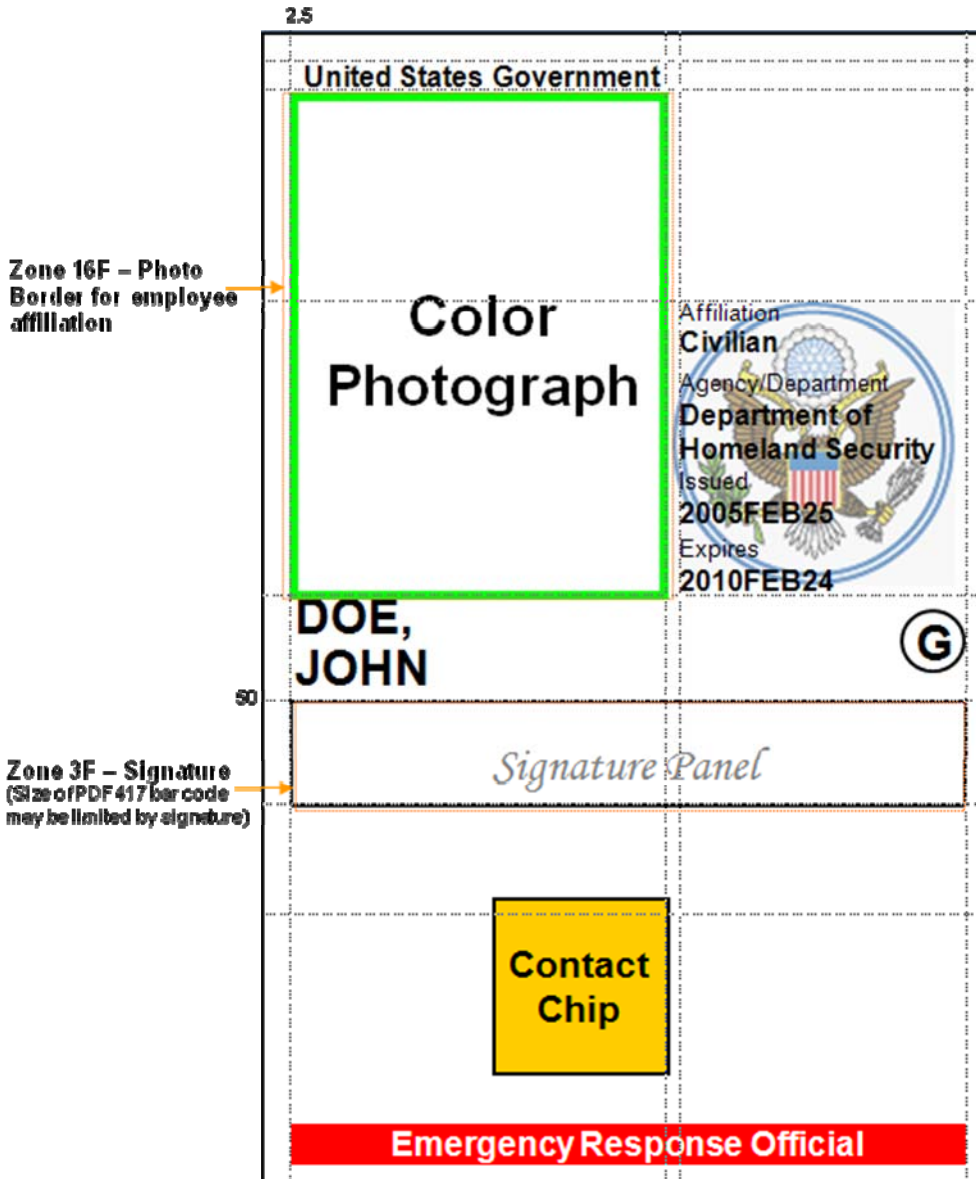 2.5
United States Government
Zone 16F – Photo
Border for employee
affiliation
Color
Photograph
Affiliation
Civilian
Agency/Department
Department of
Homeland Security
Issued
2005FEB25
Expires
2010FEB24
DOE,
JOHN
G
50
Zone 3F – Signature
(Size of PDF 417 bar code
may be limited by signature)
Signature Panel
Contact
Chip
Emergency Response Official